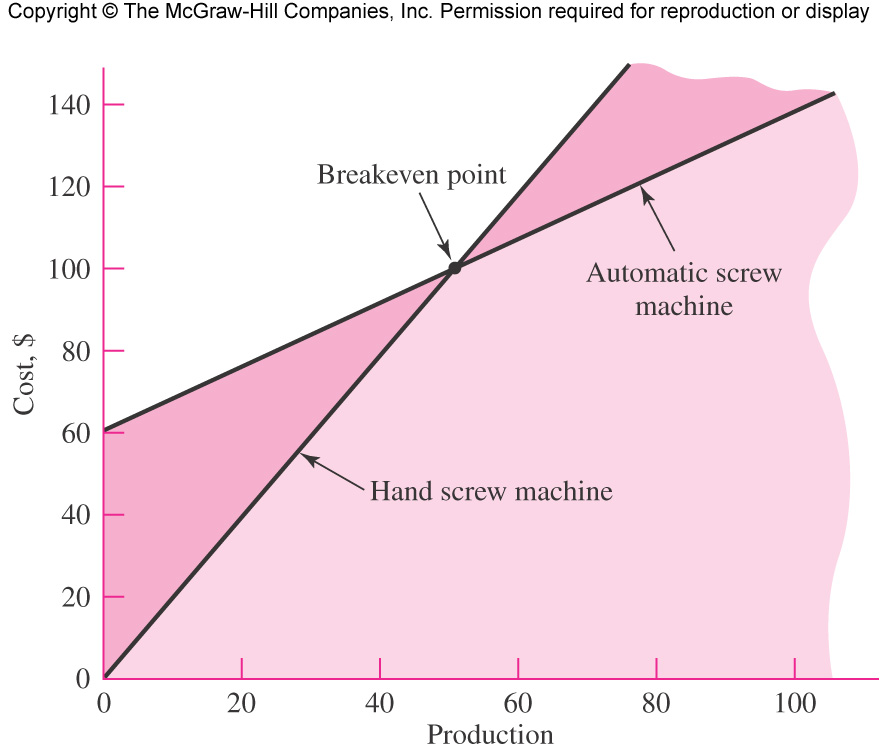 Copyright © The McGraw-Hill Companies, Inc. Permission required for reproduction or display
140
Breakeven point
120
100
Automatic screw
machine
80
Cost, $
60
Hand screw machine
40
20
0
0 20 40 60 80 100
Production